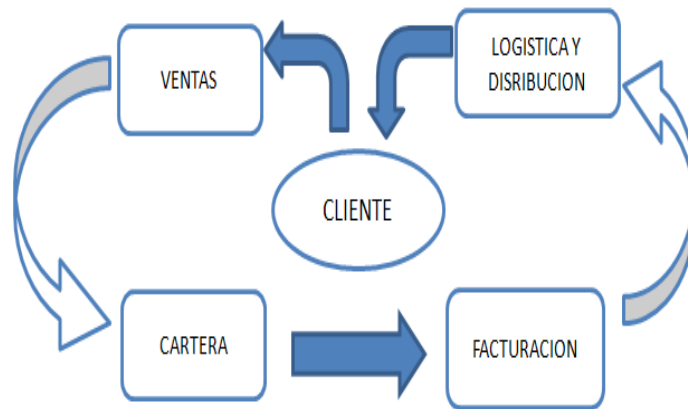 VENTAS
LOGISTICA Y
DISRIBUCION
CLIENTE
CARTERA
FACTURACION